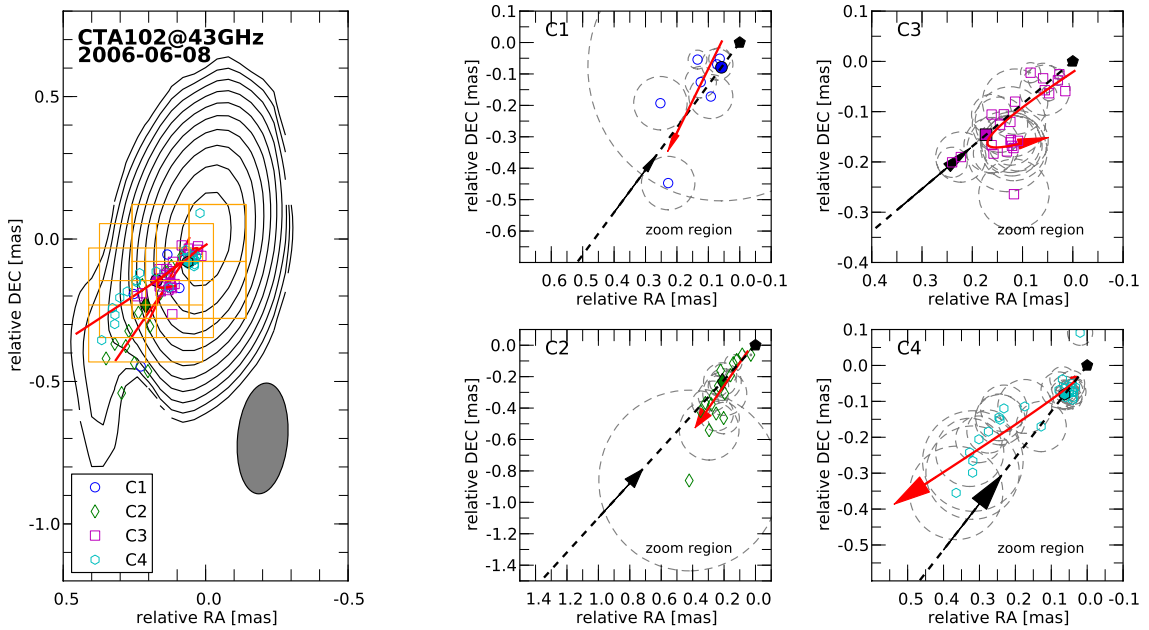 CTA102@43GHz
2006-06-08
0.5
0.0
-0.5
-1.0
relative DEC [mas]
C1
C2
C3
C4
0.5
0.0
-0.5
relative RA [mas]
C1
0.1
0.0
-0.1
-0.2
-0.3
-0.4
-0.5
-0.6
relative DEC [mas]
zoom region
0.6 0.5 0.4 0.3 0.2 0.1 0.0 -0.1
relative RA [mas]
C3
0.1
0.0
-0.1
-0.2
-0.3
-0.4
relative DEC [mas]
zoom region
0.4 0.3 0.2 0.1 0.0 -0.1
relative RA [mas]
C2
0.0
-0.2
-0.4
-0.6
-0.8
-1.0
-1.2
-1.4
relative DEC [mas]
zoom region
1.4 1.2 1.0 0.8 0.6 0.4 0.2 0.0
relative RA [mas]
C4
0.1
0.0
-0.1
-0.2
-0.3
-0.4
-0.5
relative DEC [mas]
zoom region
0.5 0.4 0.3 0.2 0.1 0.0 -0.1
relative RA [mas]